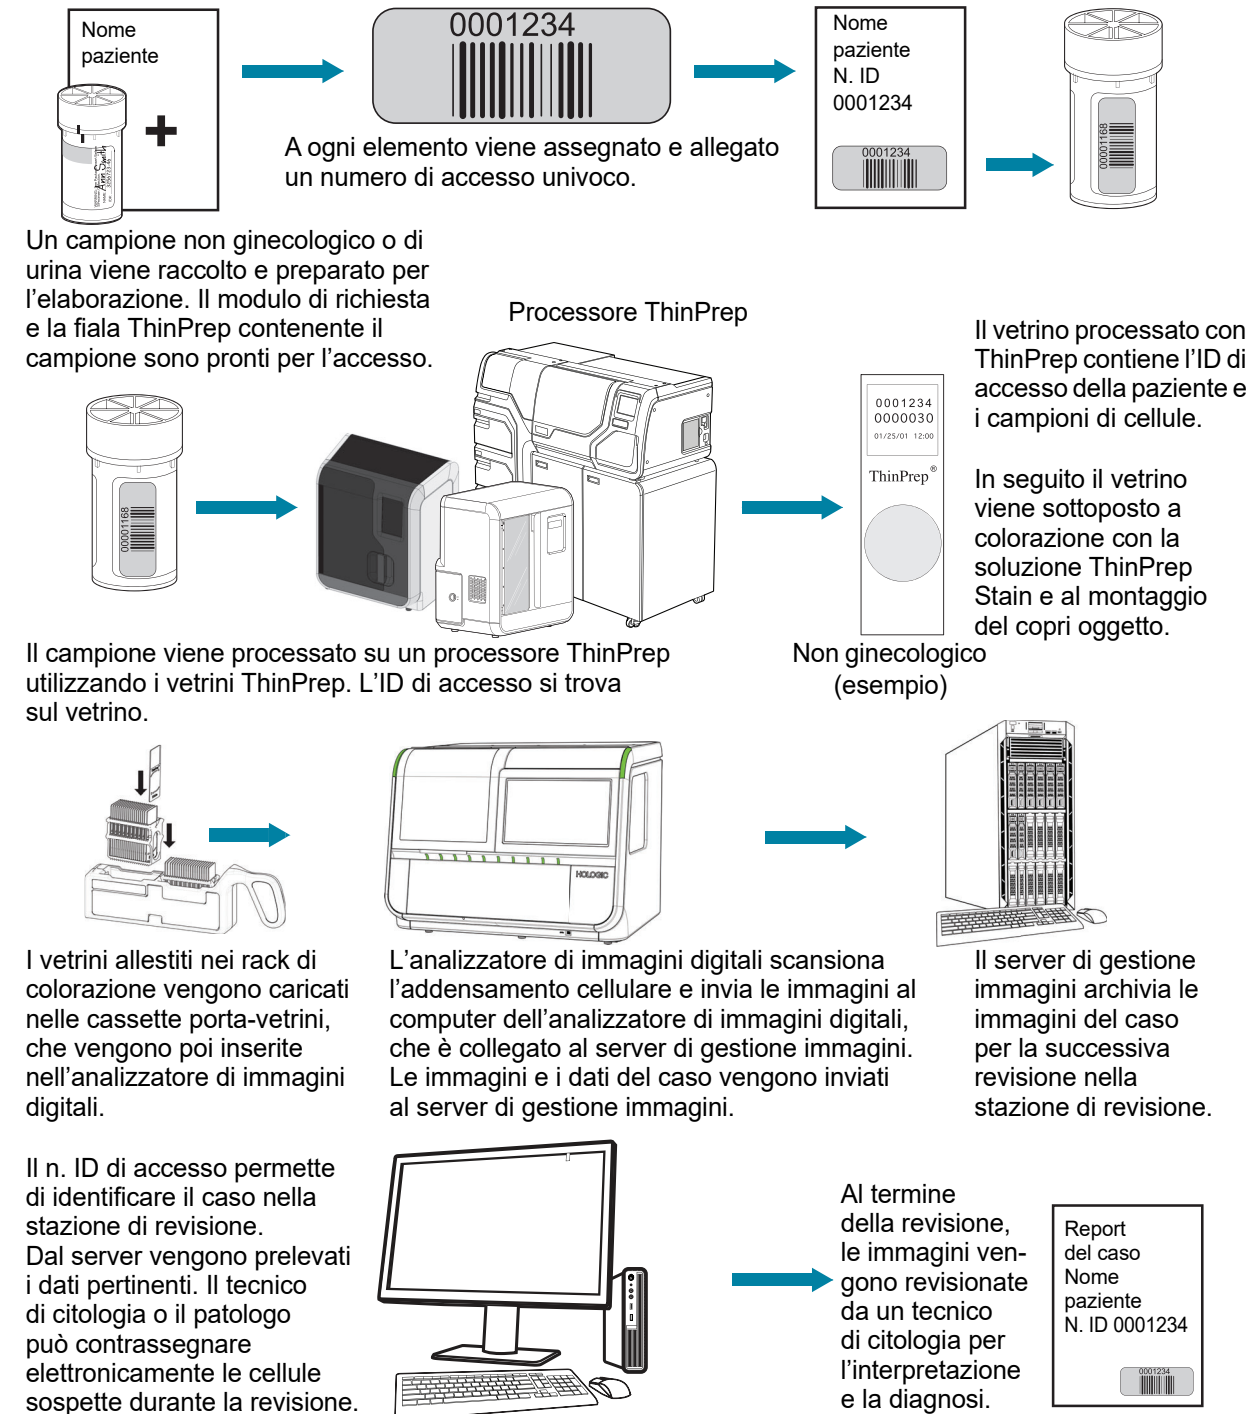 Nome
paziente
Ann Smith
0001234
A ogni elemento viene assegnato e allegato
un numero di accesso univoco.
Nome
paziente
N. ID
0001234
0001234
00001168
Un campione non ginecologico o di
urina viene raccolto e preparato per
l’elaborazione. Il modulo di richiesta
e la fiala ThinPrep contenente il
campione sono pronti per l’accesso.
00001168
Processore ThinPrep
0001234
0000030
01/25/01 12:00
ThinPrep®
Non ginecologico
(esempio)
Il vetrino processato con
ThinPrep contiene l’ID di
accesso della paziente e
i campioni di cellule.
In seguito il vetrino
viene sottoposto a
colorazione con la
soluzione ThinPrep
Stain e al montaggio
del copri oggetto.
Il campione viene processato su un processore ThinPrep
utilizzando i vetrini ThinPrep. L’ID di accesso si trova
sul vetrino.
HOLOGIC
I vetrini allestiti nei rack di
colorazione vengono caricati
nelle cassette porta-vetrini,
che vengono poi inserite
nell’analizzatore di immagini
digitali.
L’analizzatore di immagini digitali scansiona
l’addensamento cellulare e invia le immagini al
computer dell’analizzatore di immagini digitali,
che è collegato al server di gestione immagini.
Le immagini e i dati del caso vengono inviati
al server di gestione immagini.
Il server di gestione
immagini archivia le
immagini del caso
per la successiva
revisione nella
stazione di revisione.
Il n. ID di accesso permette
di identificare il caso nella
stazione di revisione.
Dal server vengono prelevati
i dati pertinenti. Il tecnico
di citologia o il patologo
può contrassegnare
elettronicamente le cellule
sospette durante la revisione.
Al termine
della revisione,
le immagini ven-
gono revisionate
da un tecnico
di citologia per
l’interpretazione
e la diagnosi.
Report
del caso
Nome
paziente
N. ID 0001234
0001234